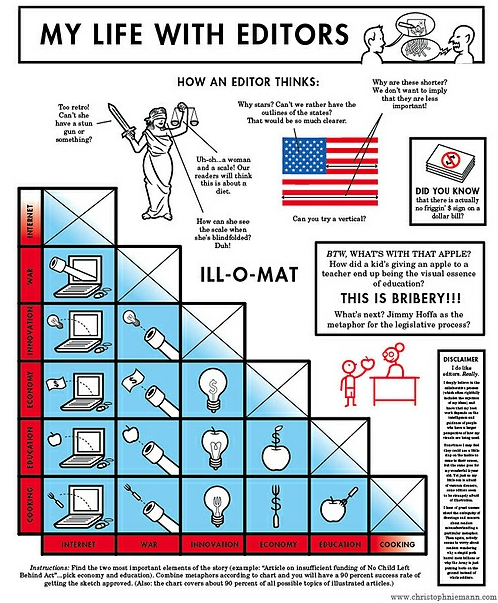 MY LIFE WITH EDITORS
HOW AN EDITOR THINKS:
Too retro!
Can't she
have a stun
gun or
something?
Uh-oh...a woman
and a scale! Our
readers will think
this is about a
diet.
How can she see
the scale when
she's blindfolded?
Duh!
Why stars? Can't we rather have the
outlines of the states?
That would be so much clearer.
Why are these shorter?
We don't want to imply
that they are less
important!
Can you try a vertical?
DID YOU KNOW
that there is actually
no friggin' $ sign on a
dollar bill?
ILL-O-MAT
BTW, WHAT'S WITH THAT APPLE?
How did a kid's giving an apple to a
teacher end up being the visual essence
of education?
THIS IS BRIBERY!!!
What's next? Jimmy Hoffa as the
metaphor for the legislative process?
DISCLAIMER
I do like
editors. Really.
INTERNET
WAR
INNOVATION
ECONOMY
EDUCATION
COOKING
INTERNET
WAR
INNOVATION
ECONOMY
EDUCATION
COOKING
Instructions: Find the two most important elements of the story (example: "Article on insufficient funding of No Child Left
Behind Act"...pick economy and education). Combine metaphors according to chart and you will have a 90 percent success rate of
getting the sketch approved. (Also: the chart covers about 90 percent of all possible topics of illustrated articles.)
www.christophniemann.com